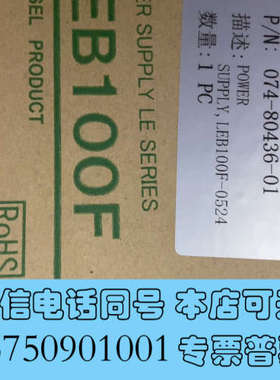 P/N: 074-80436-01
描述:POWER
SUPPLY,LEB100F-0524
数量:1 PC
ER SUPPLY LE SERIES
EB100F
SEL PRODUCT
RoHS
信电话同号 本店可
750901001 专票普